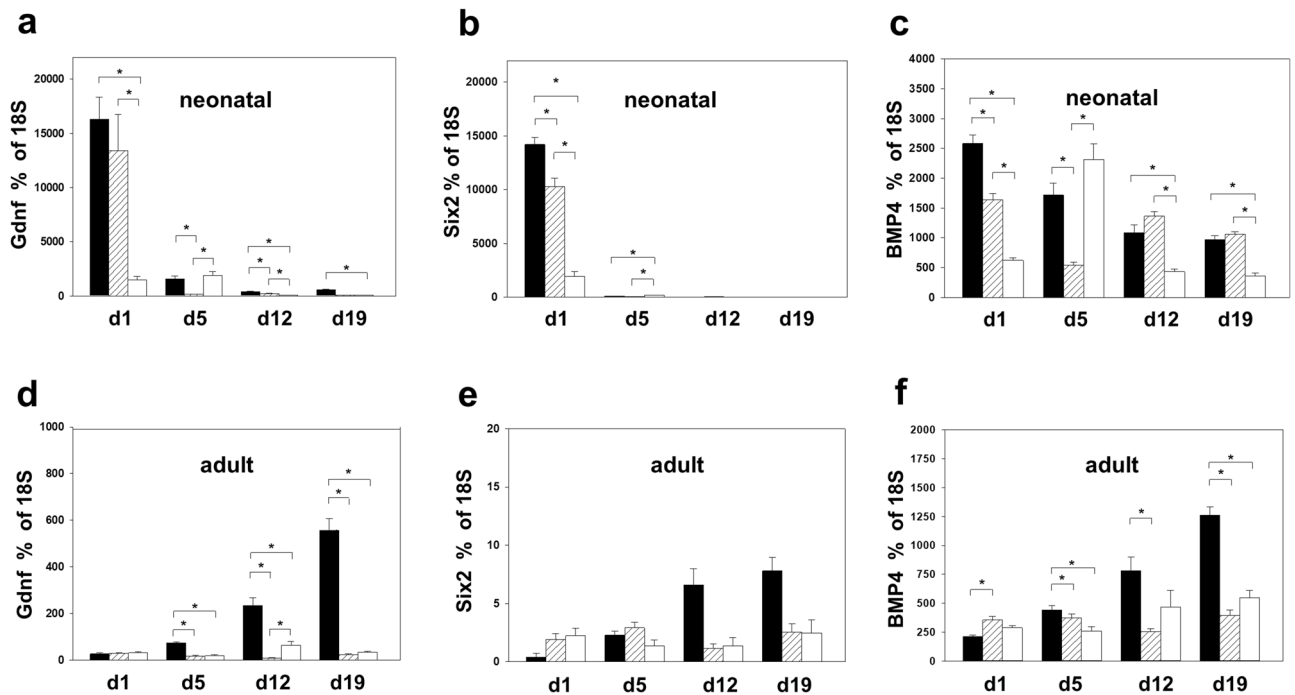 a
neonatal
Gdnf % of 18S
20000
15000
10000
5000
0
* * * * * * * *
d1 d5 d12 d19
b
neonatal
Six2 % of 18S
20000
15000
10000
5000
0
* * * * *
d1 d5 d12 d19
c
neonatal
BMP4 % of 18S
4000
3500
3000
2500
2000
1500
1000
500
0
* * * * * * * * *
d1 d5 d12 d19
d
adult
Gdnf % of 18S
1000
800
600
400
200
0
* * * * * * *
d1 d5 d12 d19
e
adult
Six2 % of 18S
20
15
10
5
0
d1 d5 d12 d19
f
adult
BMP4 % of 18S
2000
1750
1500
1250
1000
750
500
250
0
* * * * * *
d1 d5 d12 d19